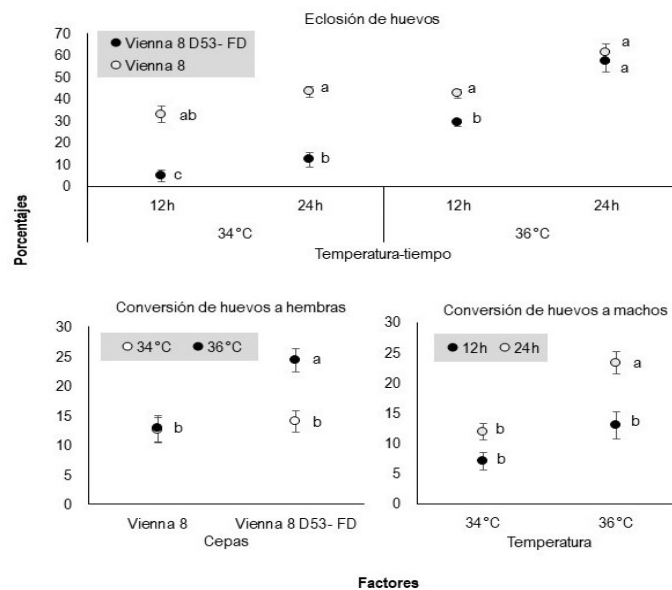 Eclosión de huevos
70
60
50
40
30
20
10
0
Vienna 8 D53- FD
Vienna 8
ab
c
a
b
a
b
a
a
12h
24h
12h
24h
34°C
36°C
Temperatura-tiempo
Porcentajes
Conversión de huevos a hembras
30
25
20
15
10
5
0
34°C
36°C
b
a
b
Vienna 8
Vienna 8 D53- FD
Cepas
Conversión de huevos a machos
30
25
20
15
10
5
0
12h
24h
b
b
a
b
34°C
36°C
Temperatura
Factores